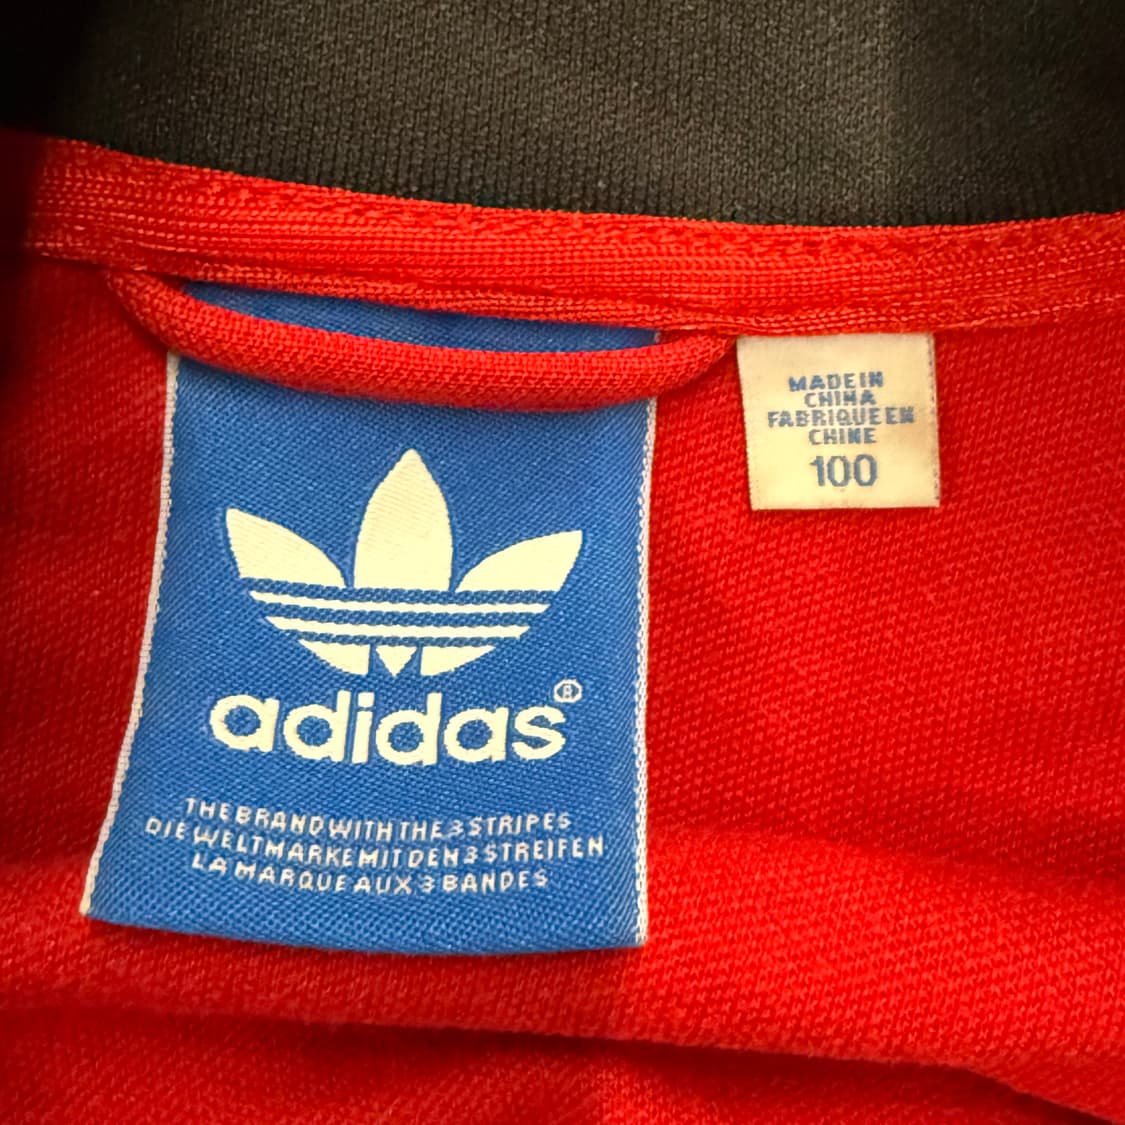 adidas®
THE BRAND WITH THE 3 STRIPES
DIE WELTMARKE MIT DEN 3 STREIFEN
LA MARQUE AUX 3 BANDES
MADE IN
CHINA
FABRIQUE EN
CHINE
100